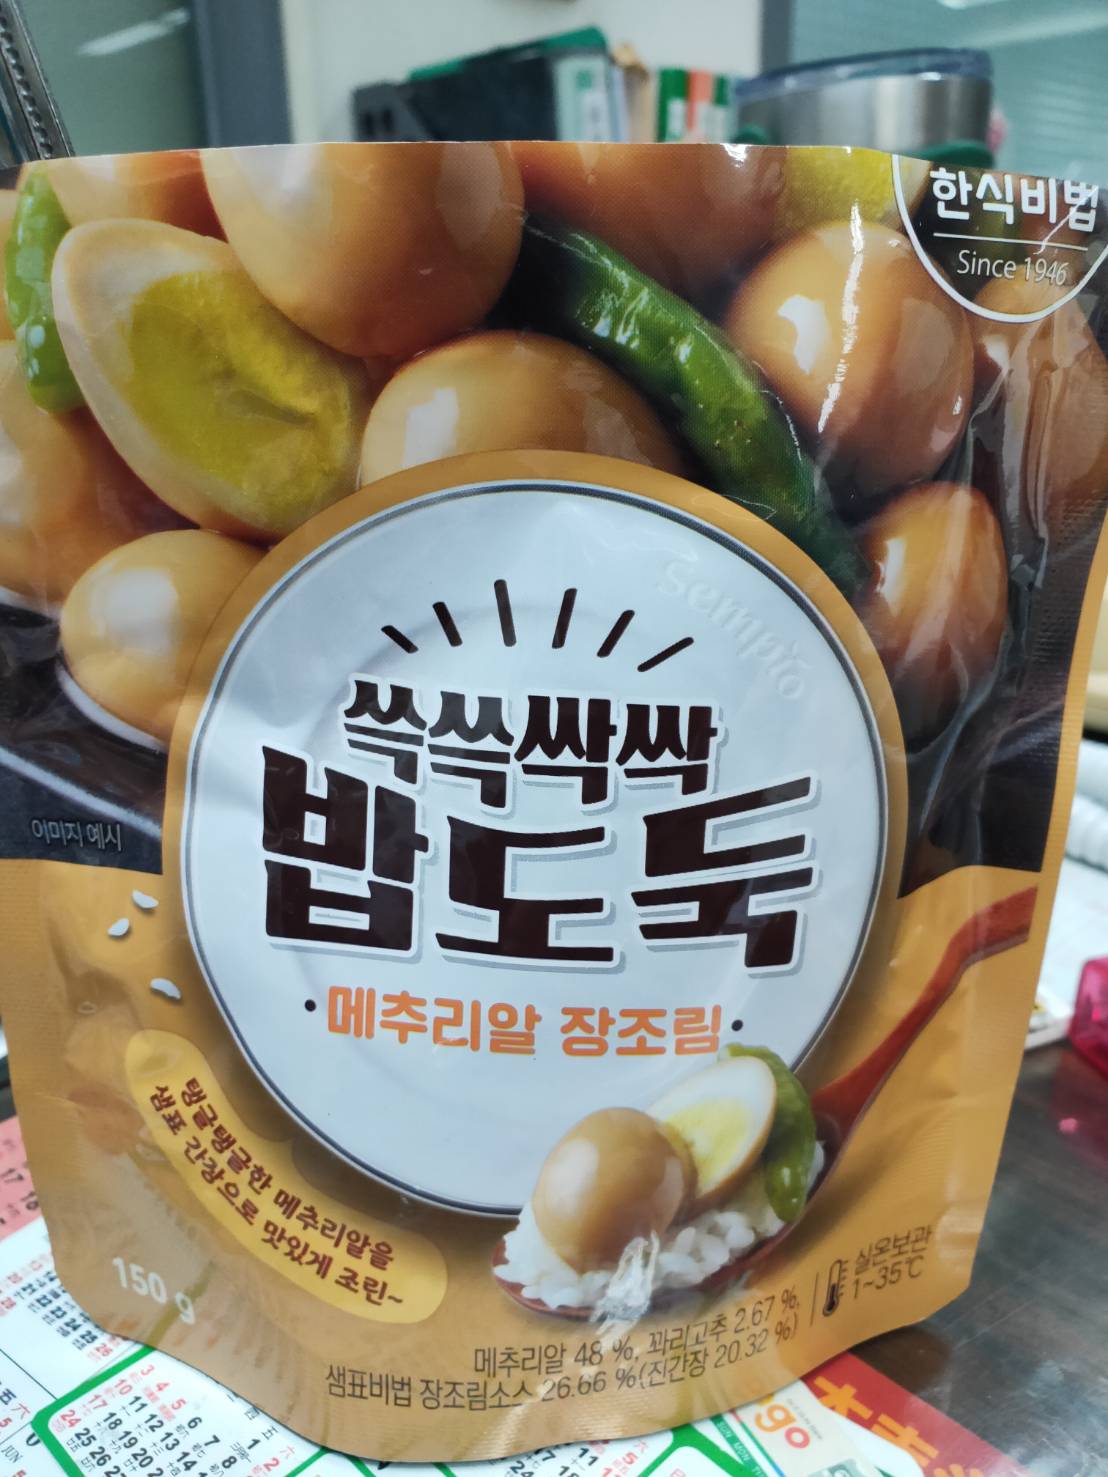 한식비법
Since 1946
sempio
쓱쓱싹싹
밥도둑
메추리알 장조림
이미지 예시
탱글탱글한 메추리알을
샘표 간장으로 맛있게 조린~
150 g
실온보관
1~35℃
메추리알 48 %, 꽈리고추 2.67 %,
샘표비법 장조림소스 26.66 %(진간장 20.32 %)